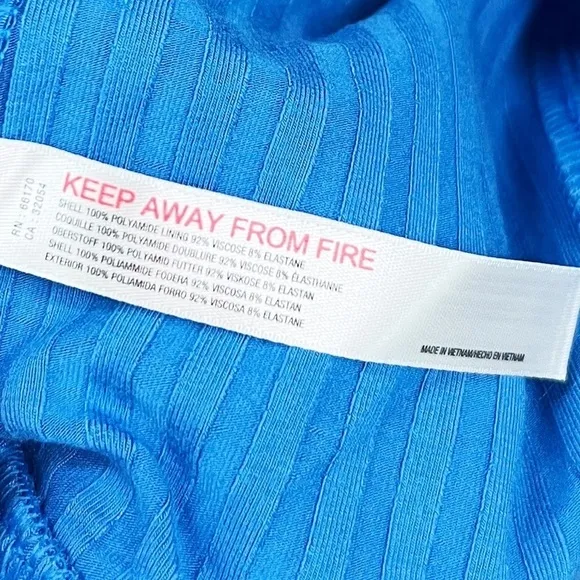 RN 66170
CA 32054
KEEP AWAY FROM FIRE
SHELL 100% POLYAMIDE LINING 92% VISCOSE 8% ELASTANE
COQUILLE 100% POLYAMIDE DOUBLURE 92% VISCOSE 8% ELASTHANNE
OBERSTOFF 100% POLYAMID FUTTER 92% VISKOSE 8% ELASTAN
SHELL 100% POLIAMMIDE FODERA 92% VISCOSA 8% ELASTAN
EXTERIOR 100% POLIAMIDA FORRO 92% VISCOSA 8% ELASTANE
MADE IN VIETNAM/HECHO EN VIETNAM